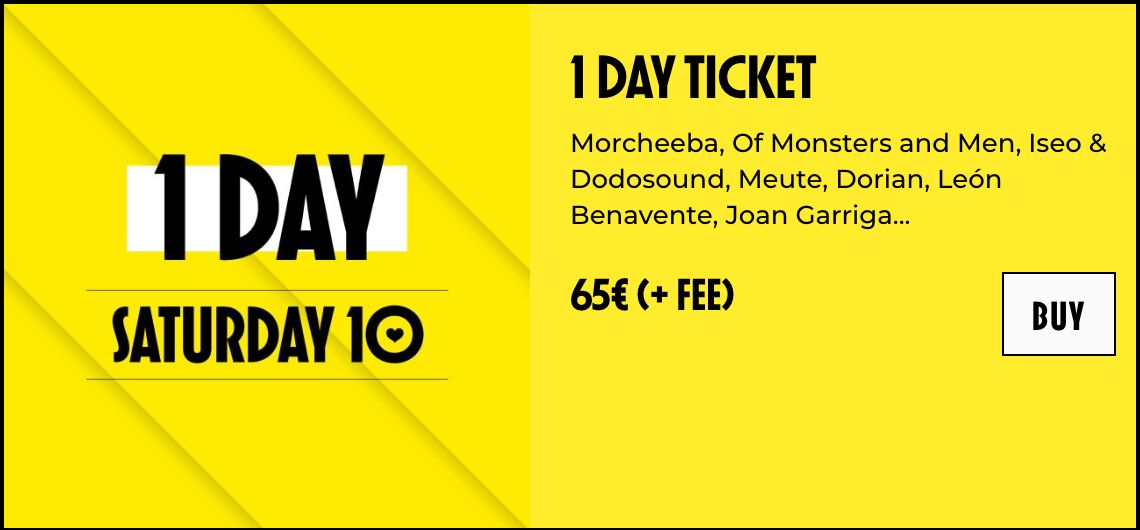 1 DAY
SATURDAY 10
1 DAY TICKET
Morcheeba, Of Monsters and Men, Iseo &
Dodosound, Meute, Dorian, León
Benavente, Joan Garriga...
65€ (+ FEE)
BUY